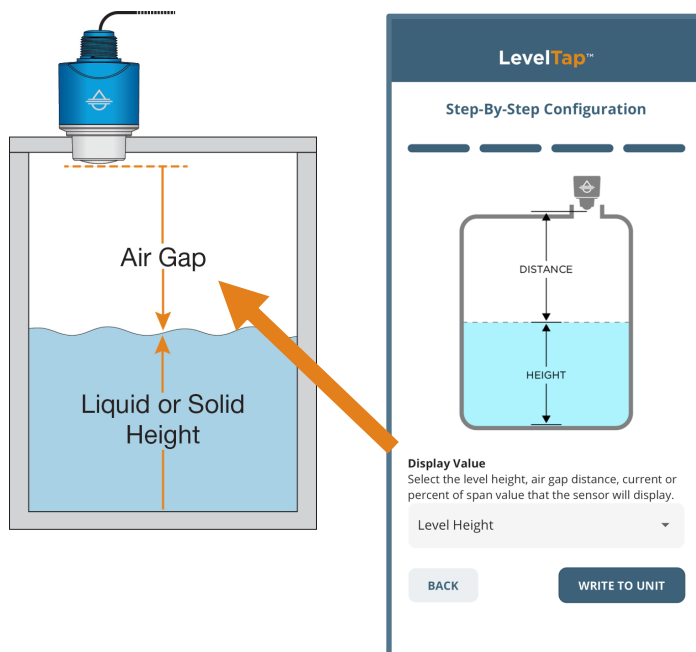 Air Gap
Liquid or Solid
Height
LevelTap™
Step-By-Step Configuration
DISTANCE
HEIGHT
Display Value
Select the level height, air gap distance, current or
percent of span value that the sensor will display.
Level Height
BACK
WRITE TO UNIT